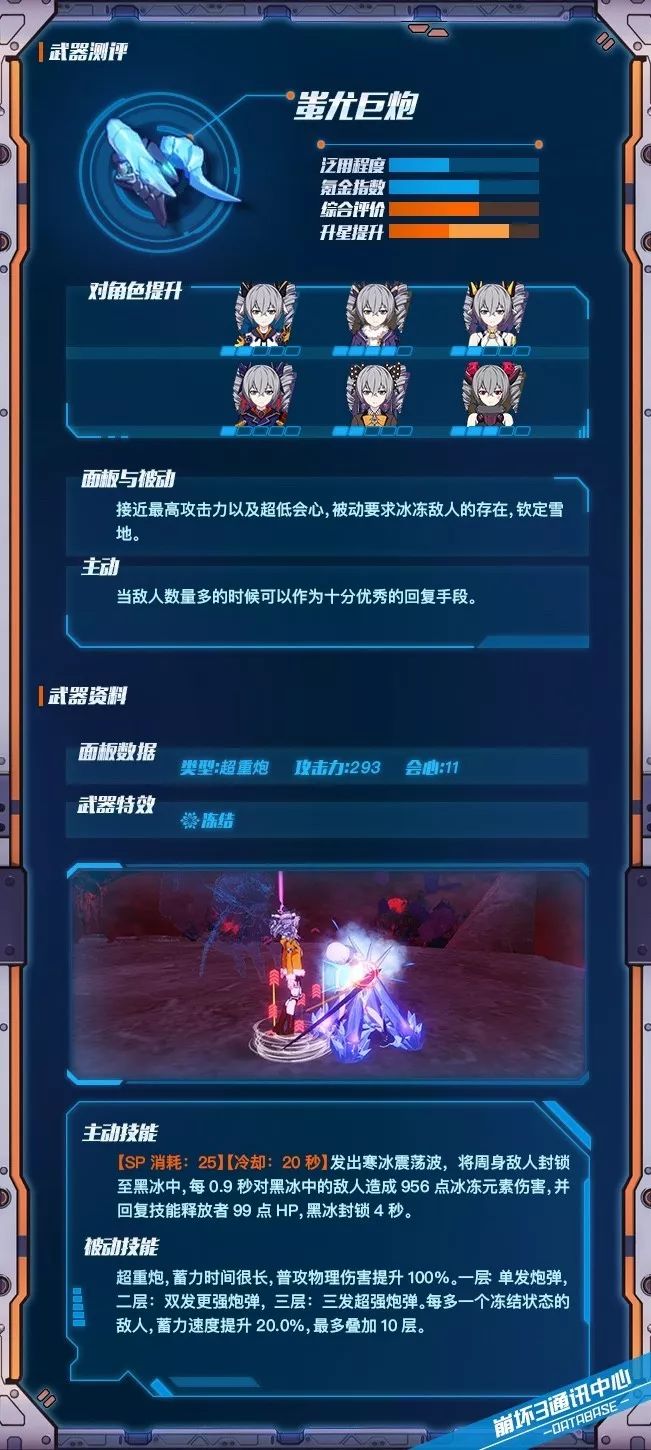 武器测评
蚩尤巨炮
泛用程度
氪金指数
综合评价
升星提升
对角色提升
面板与被动
接近最高攻击力以及超低会心,被动要求冰冻敌人的存在,钦定雪
地。
主动
当敌人数量多的时候可以作为十分优秀的回复手段。
武器资料
面板数据
类型:超重炮 攻击力:293 会心:11
武器特效
冻结
主动技能
【SP 消耗: 25】【冷却: 20 秒】发出寒冰震荡波, 将周身敌人封锁
至黑冰中,每 0.9 秒对黑冰中的敌人造成 956 点冰冻元素伤害,并
回复技能释放者 99 点 HP,黑冰封锁 4 秒。
被动技能
超重炮,蓄力时间很长,普攻物理伤害提升 100%。一层: 单发炮弹,
二层: 双发更强炮弹, 三层: 三发超强炮弹。每多一个冻结状态的
敌人,蓄力速度提升 20.0%,最多叠加 10 层。
崩坏3通讯中心
-DATABASE-